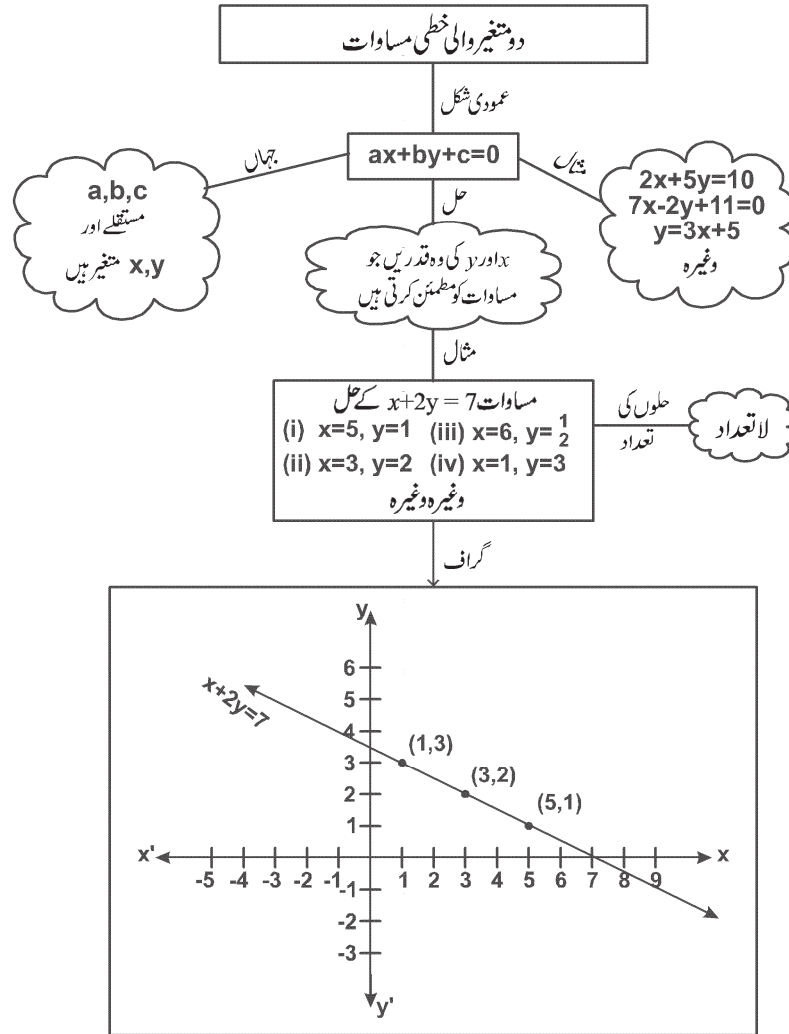 دو متغیر والی خطی مساوات
عمودی شکل
ax+by+c=0
جہاں
a,b,c
مستقلے اور
x,y متغیر ہیں
مثالیں
2x+5y=10
7x-2y+11=0
y=3x+5
وغیرہ
حل
x اور y کی وہ قدریں جو
مساوات کو مطمئن کرتی ہیں
مثال
مساوات x+2y = 7 کے حل
(i) x=5, y=1 (iii) x=6, y=1/2
(ii) x=3, y=2 (iv) x=1, y=3
وغیرہ وغیرہ
حلوں کی
تعداد
لا تعداد
گراف
y
6
5
4
3
2
1
x+2y=7
(1,3)
(3,2)
(5,1)
x'
x
-5 -4 -3 -2 -1 1 2 3 4 5 6 7 8 9
-1
-2
-3
y'